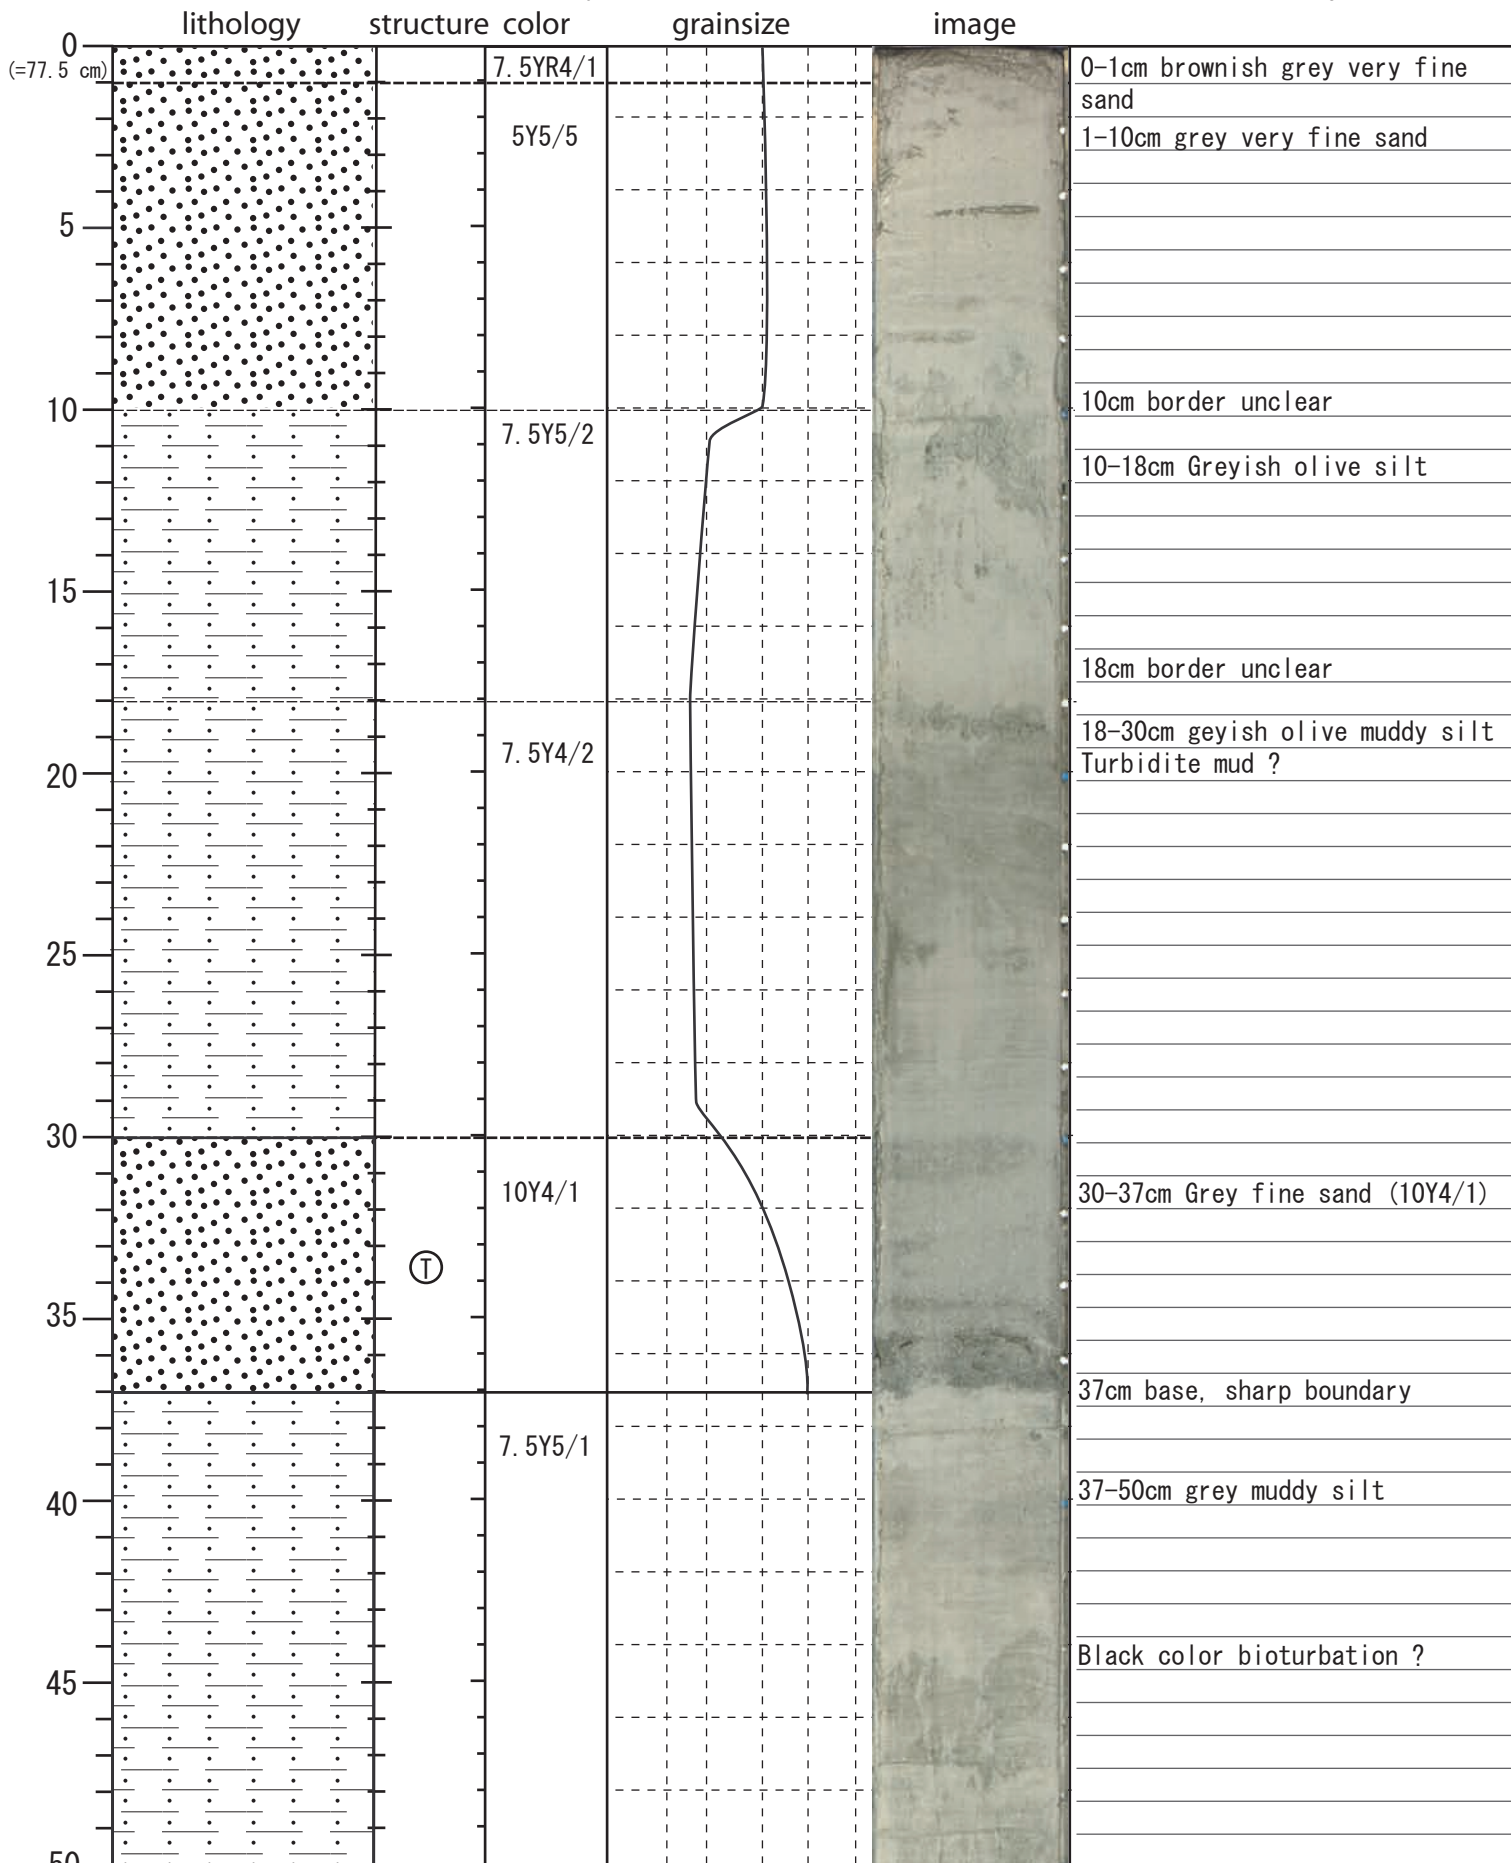 lithology structure color grainsize image
0
(=77.5 cm)
7.5YR4/1
0-1cm brownish grey very fine
sand
5Y5/5
1-10cm grey very fine sand
5
10
10cm border unclear
7.5Y5/2
10-18cm Greyish olive silt
15
18cm border unclear
18-30cm geyish olive muddy silt
7.5Y4/2
Turbidite mud ?
20
25
30
10Y4/1
30-37cm Grey fine sand (10Y4/1)
T
35
37cm base, sharp boundary
7.5Y5/1
37-50cm grey muddy silt
40
Black color bioturbation ?
45
50